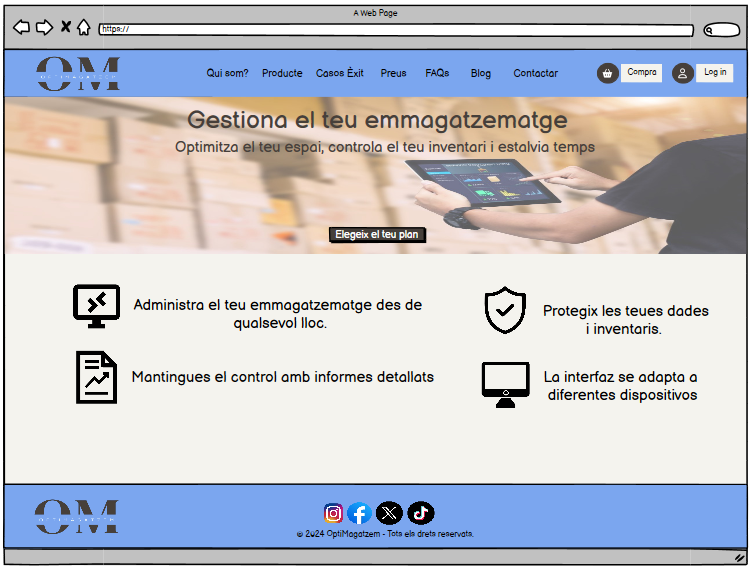 A Web Page
https://
OM
OPTIMAGATZEM
Qui som? Producte Casos Èxit Preus FAQs Blog Contactar Compra Log in
Gestiona el teu emmagatzematge
Optimitza el teu espai, controla el teu inventari i estalvia temps
Elegeix el teu plan
Administra el teu emmagatzematge des de
qualsevol lloc.
Protegix les teues dades
i inventaris.
Mantingues el control amb informes detallats
La interfaz se adapta a
diferentes dispositivos
OM
OPTIMAGATZEM
© 2024 OptiMagatzem - Tots els drets reservats.